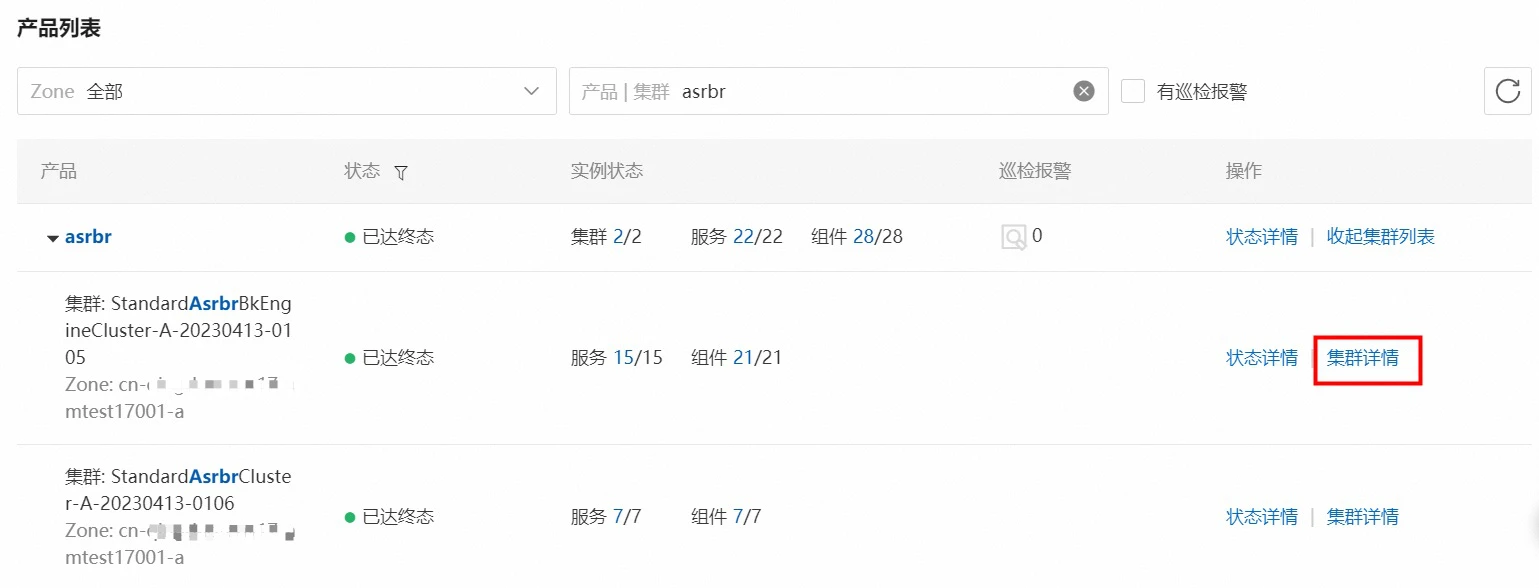 产品列表
Zone 全部
产品 | 集群 asrbr
有巡检报警
产品 状态 实例状态 巡检报警 操作
asrbr 已达终态 集群 2/2 服务 22/22 组件 28/28 0 状态详情 | 收起集群列表
集群: StandardAsrbrBkEng
ineCluster-A-20230413-01
05
Zone: cn-
mtest17001-a
已达终态 服务 15/15 组件 21/21 状态详情 | 集群详情
集群: StandardAsrbrCluste
r-A-20230413-0106
Zone: cn-
mtest17001-a
已达终态 服务 7/7 组件 7/7 状态详情 | 集群详情